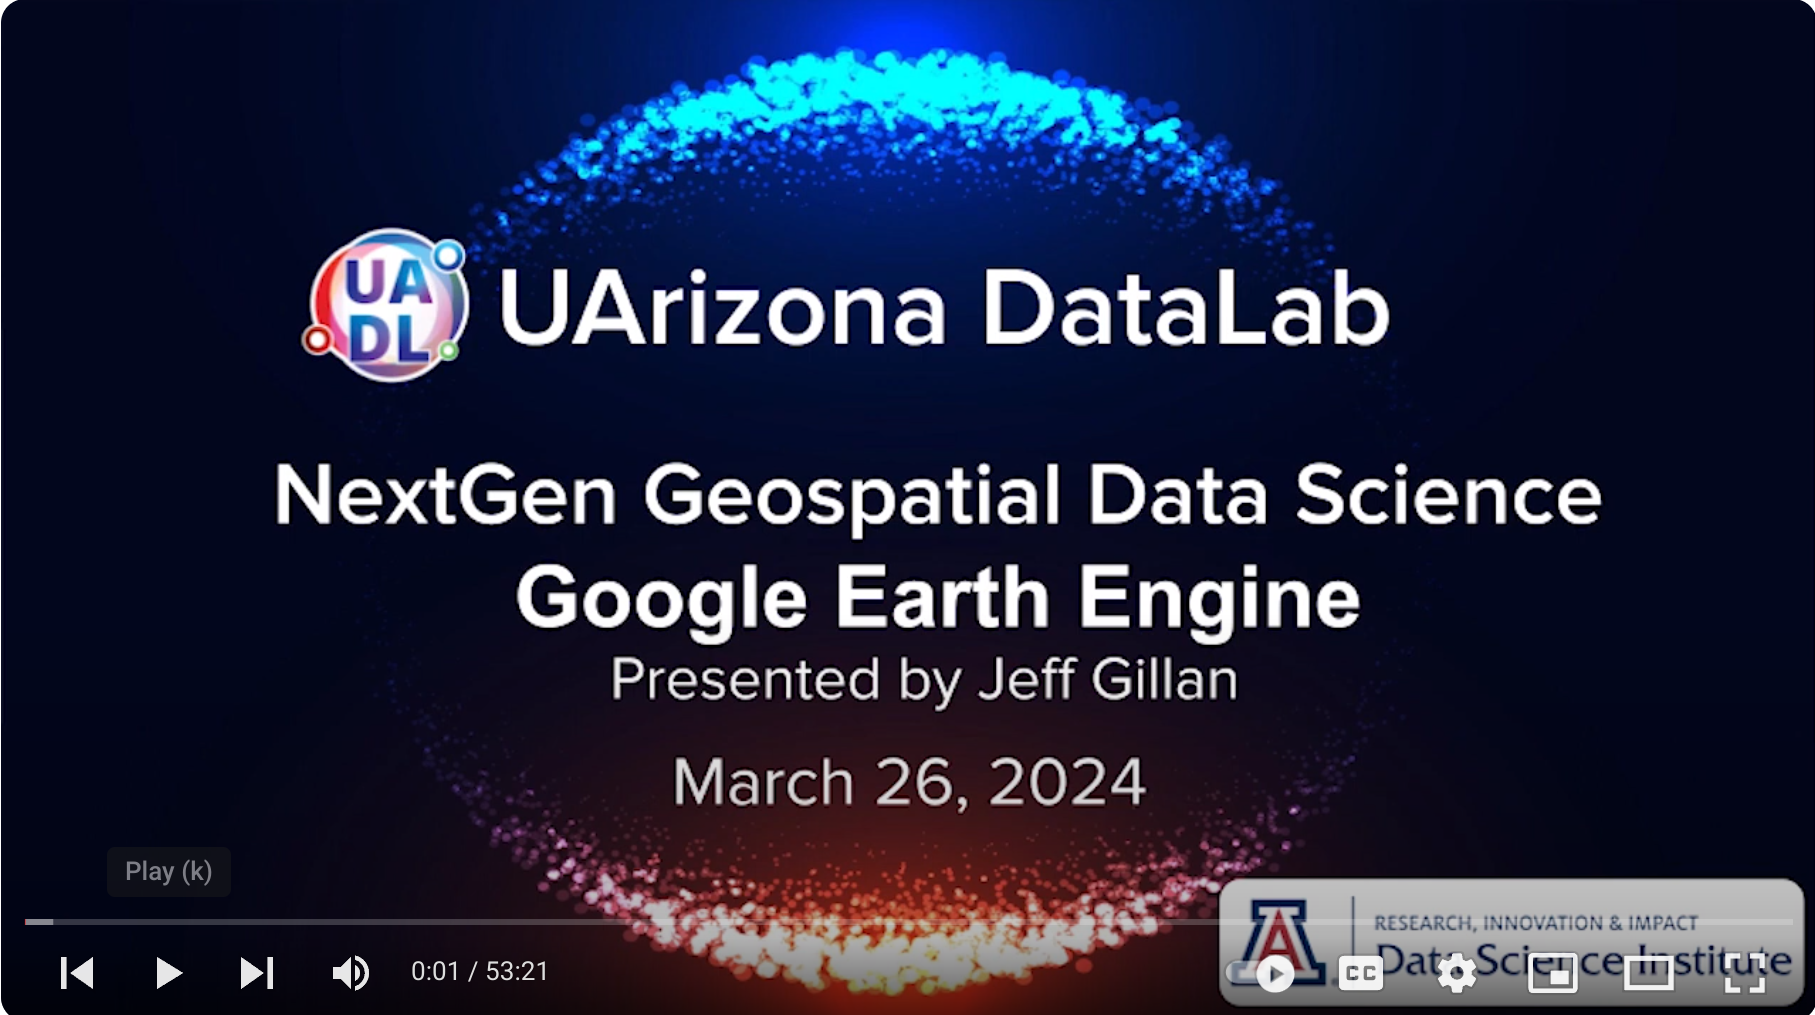 UA
DL
UArizona DataLab
NextGen Geospatial Data Science
Google Earth Engine
Presented by Jeff Gillan
March 26, 2024
Play (k)
A
RESEARCH, INNOVATION & IMPACT
Data Science Institute
0:01 / 53:21
CC